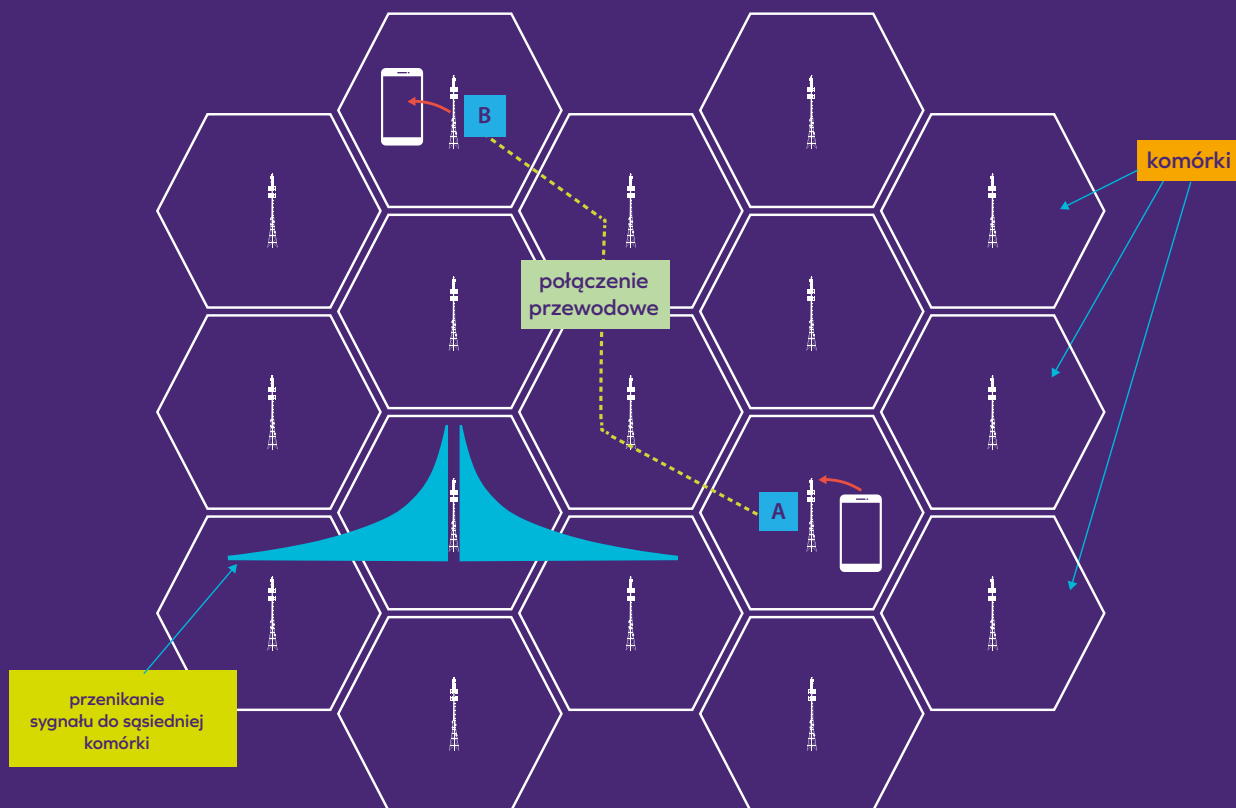 B
komórki
połączenie
przewodowe
A
przenikanie
sygnału do sąsiedniej
komórki